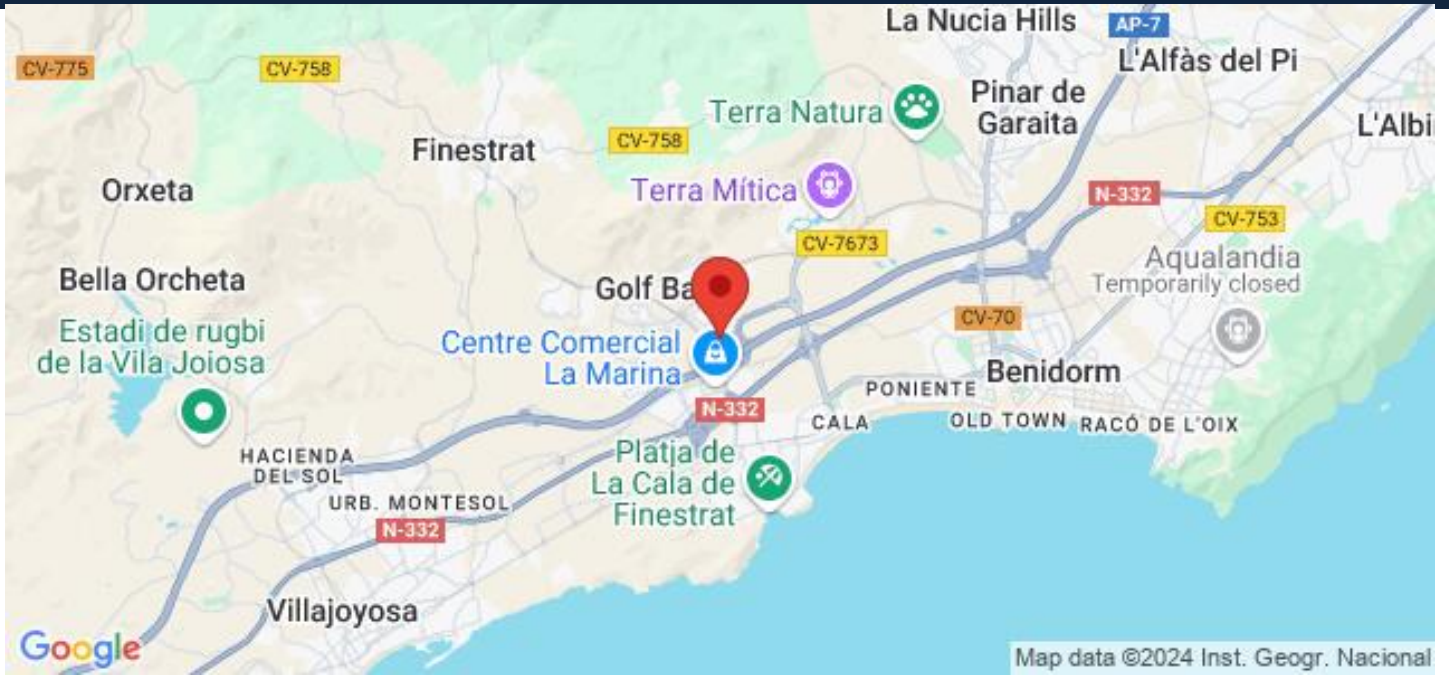 La Nucia Hills
AP-7
L'Alfàs del Pi
CV-775
CV-758
Terra Natura
Pinar de
Garaita
L'Albi
Finestrat
CV-758
Orxeta
Terra Mítica
N-332
CV-753
CV-7673
Aqualandia
Temporarily closed
Bella Orcheta
Golf Ba
CV-70
Estadi de rugbi
de la Vila Joiosa
Centre Comercial
La Marina
Benidorm
PONIENTE
N-332
CALA
OLD TOWN
RACÓ DE L'OIX
HACIENDA
DEL SOL
Platja de
La Cala de
Finestrat
URB. MONTESOL
N-332
Villajoyosa
Google
Map data ©2024 Inst. Geogr. Nacional